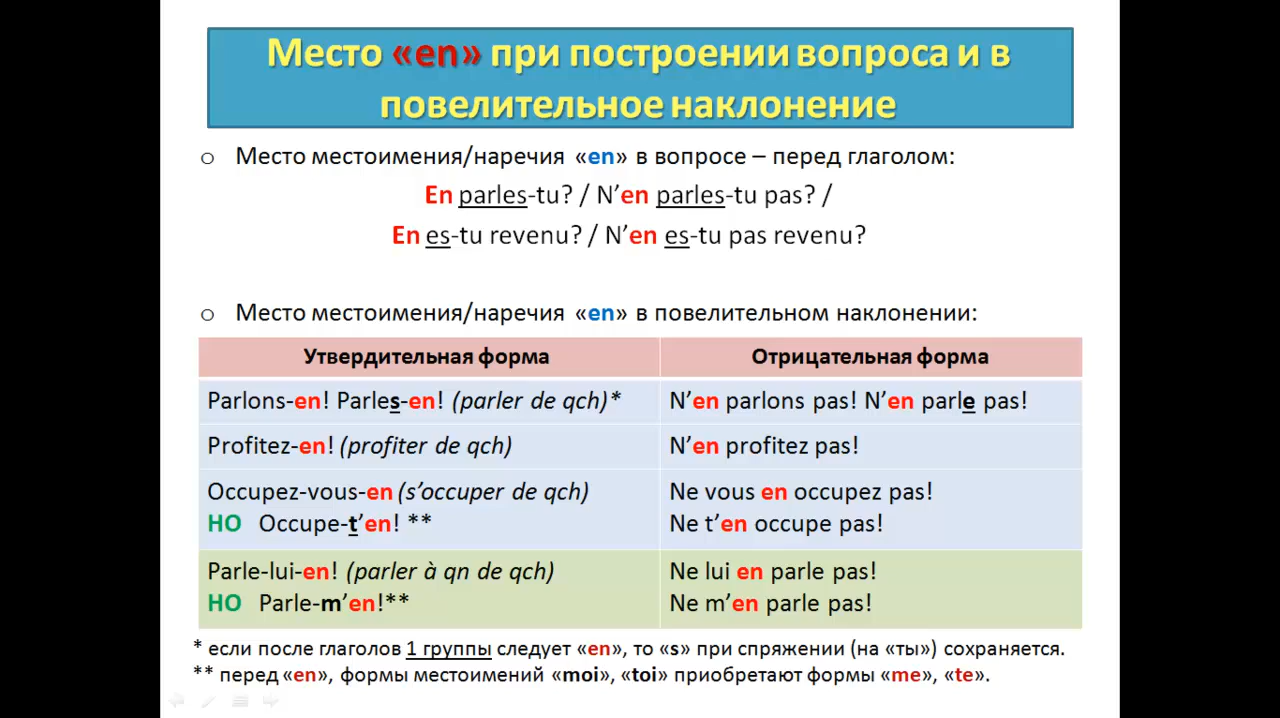 Место «en» при построении вопроса и в
повелительное наклонение
o Место местоимения/наречия «en» в вопросе – перед глаголом:
En parles-tu? / N’en parles-tu pas? /
En es-tu revenu? / N’en es-tu pas revenu?
o Место местоимения/наречия «en» в повелительном наклонении:
Утвердительная форма Отрицательная форма
Parlons-en! Parles-en! (parler de qch)* N’en parlons pas! N’en parle pas!
Profitez-en! (profiter de qch) N’en profitez pas!
Occupez-vous-en (s’occuper de qch) Ne vous en occupez pas!
НО Occupe-t’en! ** Ne t’en occupe pas!
Parle-lui-en! (parler à qn de qch) Ne lui en parle pas!
НО Parle-m’en!** Ne m’en parle pas!
* если после глаголов 1 группы следует «en», то «s» при спряжении (на «ты») сохраняется.
** перед «en», формы местоимений «moi», «toi» приобретают формы «me», «te».